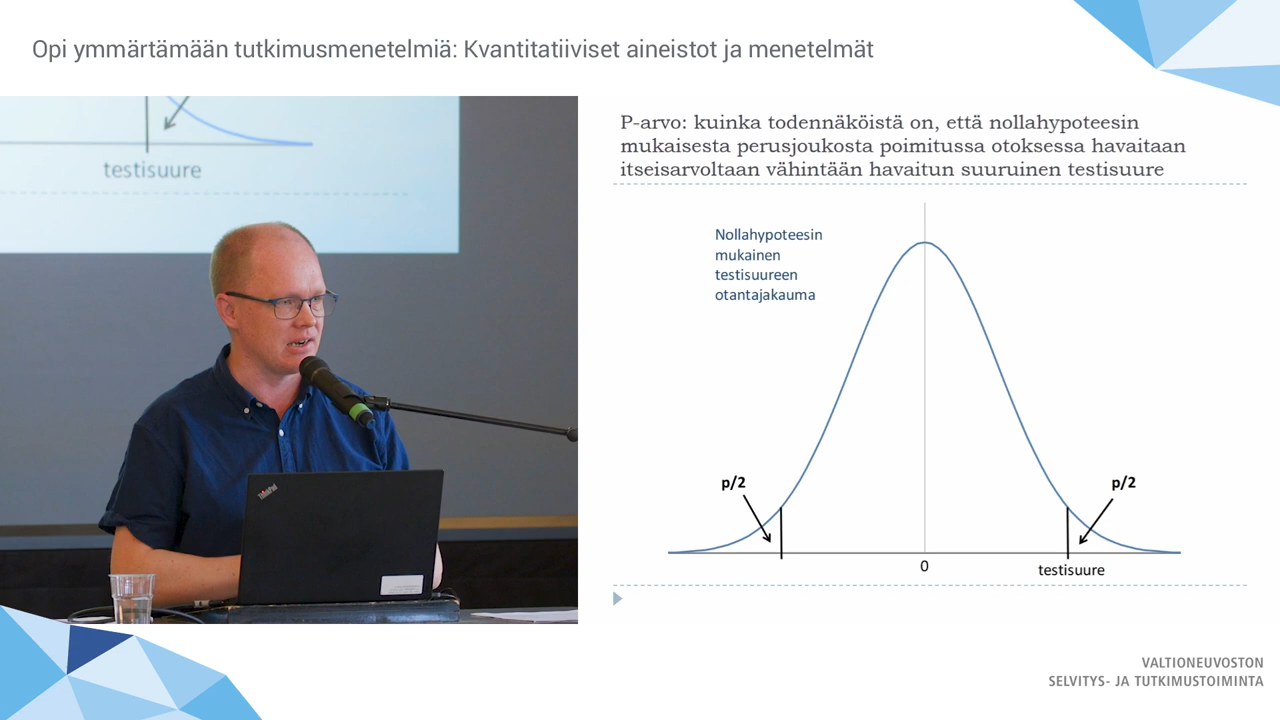 Opi ymmärtämään tutkimusmenetelmiä: Kvantitatiiviset aineistot ja menetelmät
testisuure
ThinkPad
P-arvo: kuinka todennäköistä on, että nollahypoteesin
mukaisesta perusjoukosta poimitussa otoksessa havaitaan
itseisarvoltaan vähintään havaitun suuruinen testisuure
Nollahypoteesin
mukainen
testisuureen
otantajakauma
p/2
p/2
0
testisuure
VALTIONEUVOSTON
SELVITYS- JA TUTKIMUSTOIMINTA